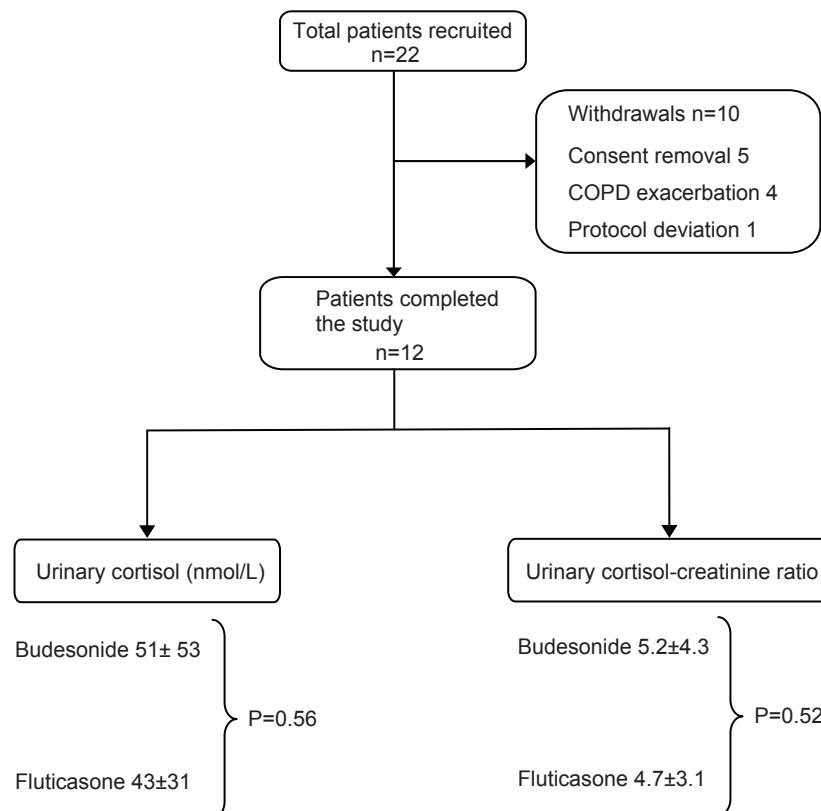 Total patients recruited
n=22
Withdrawals n=10
Consent removal 5
COPD exacerbation 4
Protocol deviation 1
Patients completed
the study
n=12
Urinary cortisol (nmol/L)
Budesonide 51± 53
P=0.56
Fluticasone 43±31
Urinary cortisol-creatinine ratio
Budesonide 5.2±4.3
P=0.52
Fluticasone 4.7±3.1